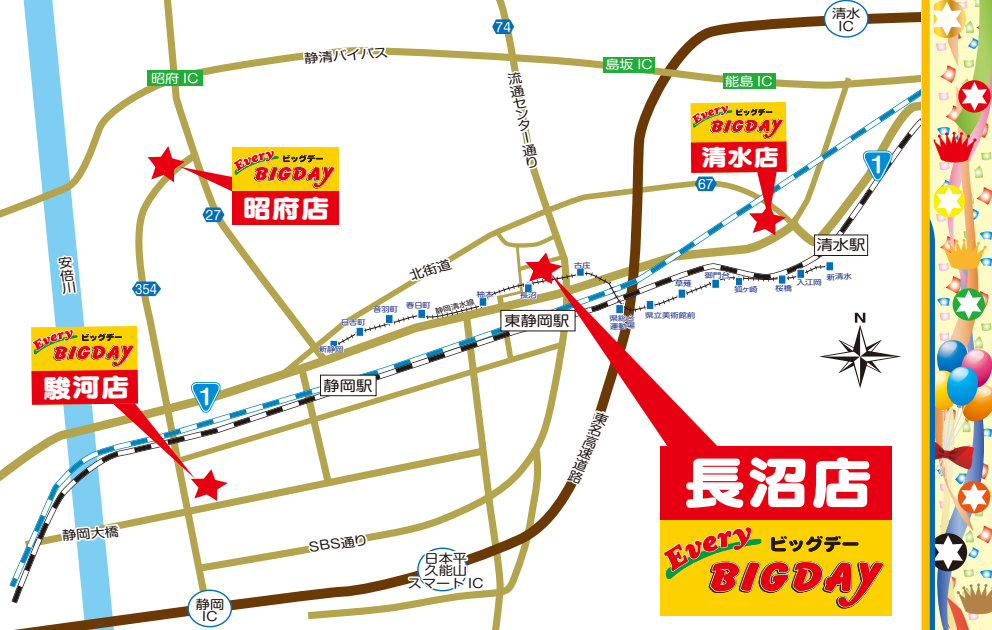 74
清水
IC
静清バイパス
昭府 IC
島坂 IC
能島 IC
流通センター通り
Every
BIGDAY
清水店
1
67
Every ビッグデー
BIGDAY
昭府店
27
清水駅
安倍川
354
北街道
古庄
長沼
柚木
静岡清水線
春日町
音羽町
日吉町
新静岡
東静岡駅
県総合
運動場
県立美術館前
草薙
御門台
狐ヶ崎
桜橋
入江岡
新清水
N
Every ビッグデー
BIGDAY
駿河店
1
静岡駅
東名高速道路
長沼店
Every ビッグデー
BIGDAY
静岡大橋
SBS通り
日本平
久能山
スマートIC
静岡
IC